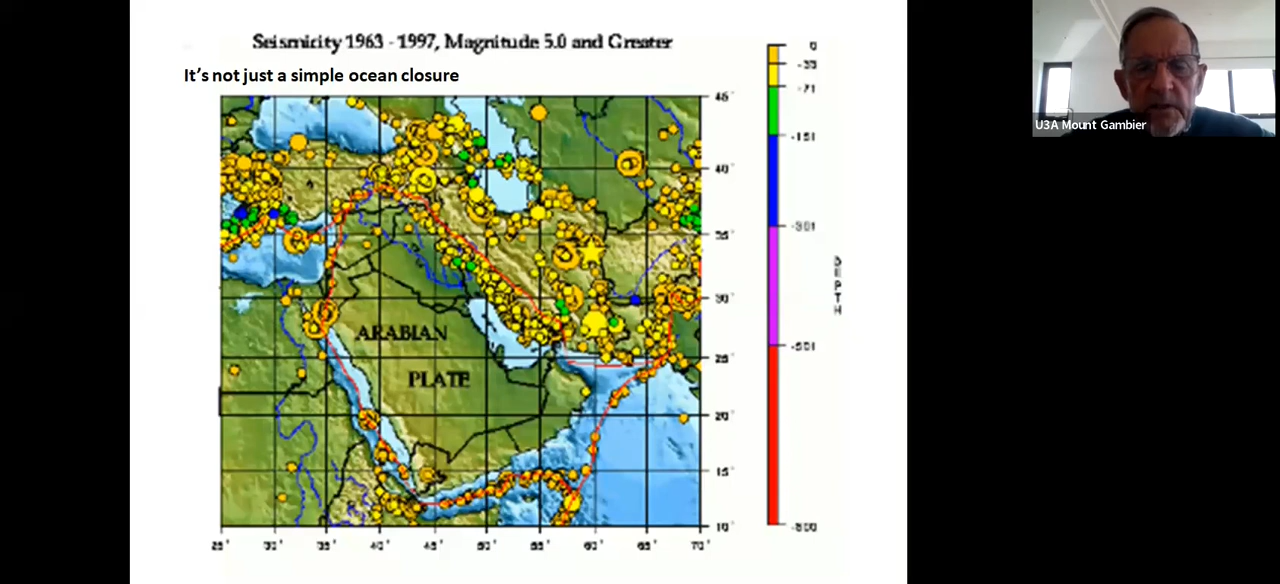 Seismicity 1963 - 1997, Magnitude 5.0 and Greater
It's not just a simple ocean closure
ARABIAN
PLATE
0
-33
-71
-151
-301
-501
-800
DEPTH
45°
40°
35°
30°
25°
20°
15°
10°
25° 30° 35° 40° 45° 50° 55° 60° 65° 70°
U3A Mount Gambier